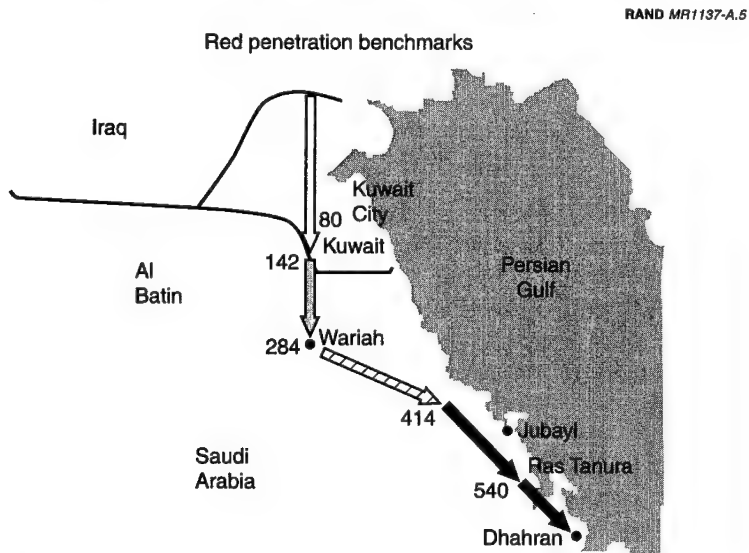 RAND MR1137-A.5
Red penetration benchmarks
Iraq
Kuwait
City
80
Kuwait
142
Al
Batin
Persian
Gulf
Wariah
284
414
Jubayl
Saudi
Arabia
Ras Tanura
540
Dhahran